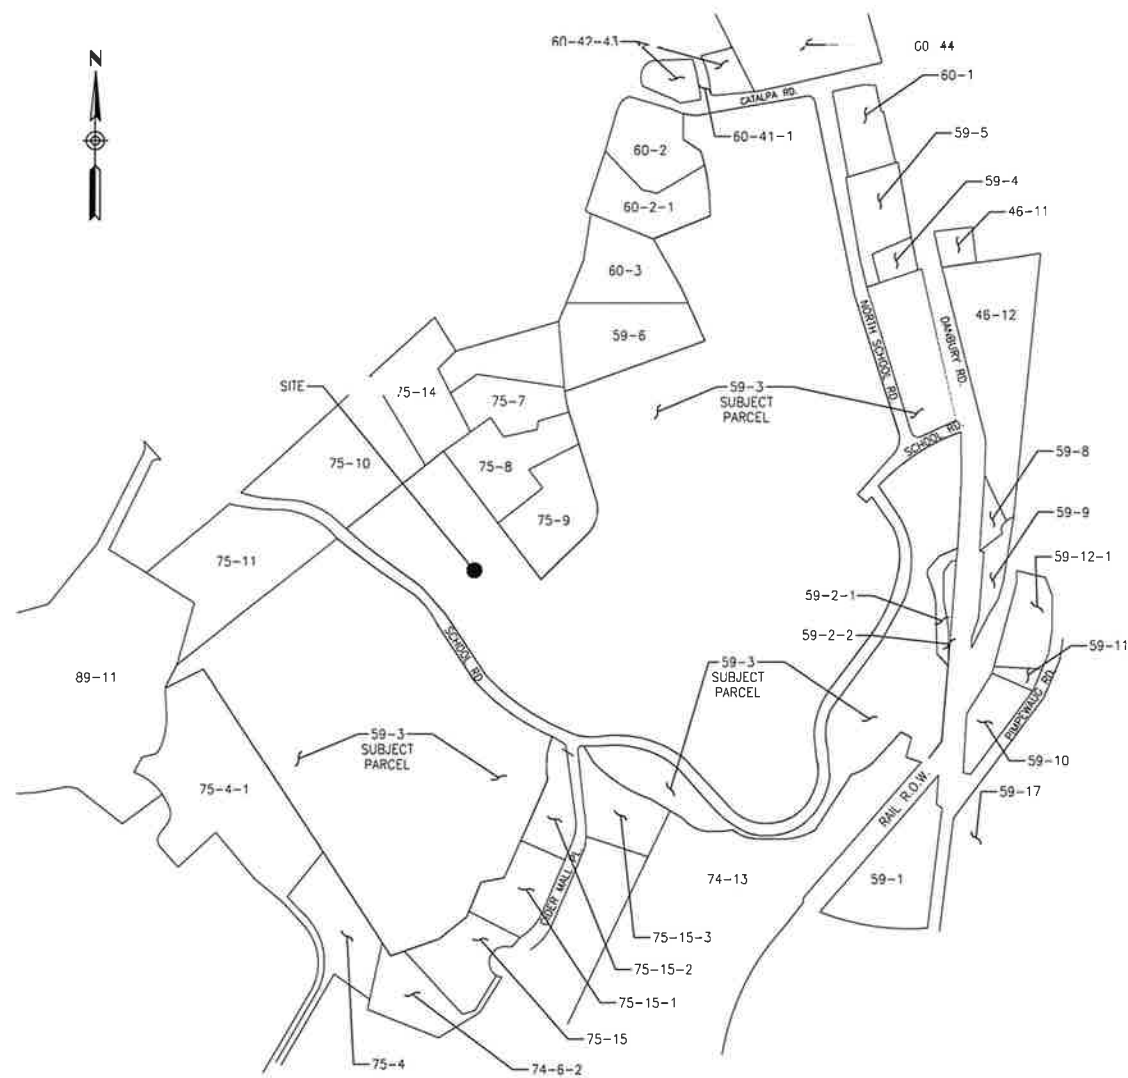 N
60-42-43
60-1
CATALPA RD.
60-41-1
59-5
60-2
59-4
60-2-1
46-11
60-3
NORTH SCHOOL RD.
DANBURY RD.
46-12
59-6
SITE
75-14
75-7
59-3
SUBJECT
PARCEL
SCHOOL RD.
75-10
75-8
59-8
75-9
59-9
75-11
59-12-1
59-2-1
59-2-2
SCHOOL RD.
59-11
89-11
59-3
SUBJECT
PARCEL
PIMPEWAUG RD.
59-3
SUBJECT
PARCEL
59-10
75-4-1
RAIL R.O.W.
59-17
74-13
59-1
CIDER MALL PL.
75-15-3
75-15-2
75-15-1
75-15
75-4
74-6-2